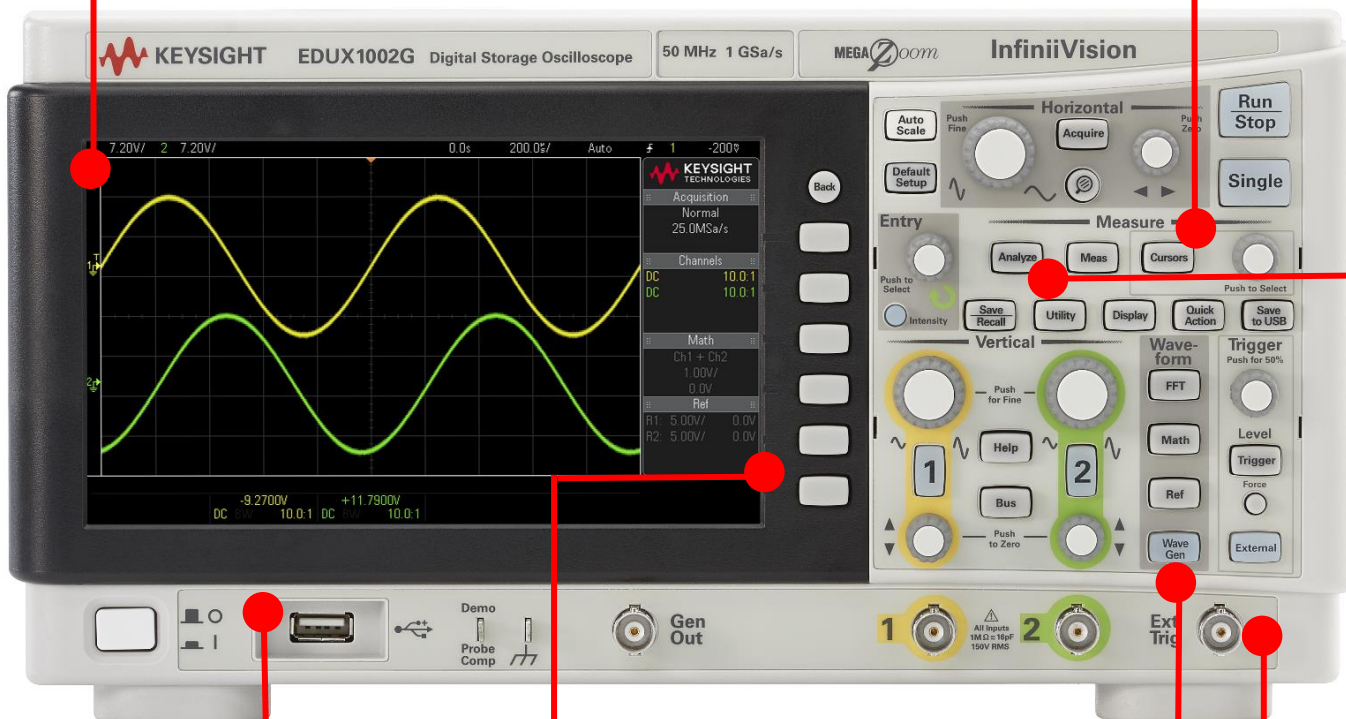 KEYSIGHT EDUX1002G Digital Storage Oscilloscope 50 MHz 1 GSa/s MEGA Zoom InfiniiVision
7.20V/ 2 7.20V/ 0.0s 200.0§/ Auto 1 -200
KEYSIGHT
TECHNOLOGIES
Acquisition
Normal
25.0MSa/s
Channels
DC 10.0:1
DC 10.0:1
Math
Ch1 + Ch2
1.00V/
0.0V
Ref
R1: 5.00V/ 0.0V
R2: 5.00V/ 0.0V
T
1
2
-9.2700V +11.7900V
DC BW 10.0:1 DC BW 10.0:1
Back
Auto
Scale
Default
Setup
Push
Fine
Horizontal
Acquire
Push
Zero
Run
Stop
Single
Entry
Push to
Select
Intensity
Measure
Analyze
Meas
Cursors
Push to Select
Save
Recall
Utility
Display
Quick
Action
Save
to USB
Vertical
Push
for Fine
1
Help
2
Bus
Push
to Zero
Wave-
form
FFT
Math
Ref
Wave
Gen
Trigger
Push for 50%
Level
Trigger
Force
External
Demo
Probe
Comp
Gen
Out
1
All Inputs
1MΩ≅16pF
150V RMS
2
Ext
Trig